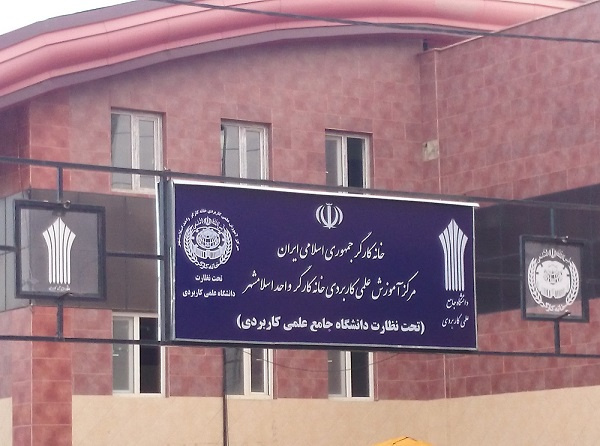 خانه کارگر جمهوری اسلامی ایران
مرکز آموزش علمی کاربردی خانه کارگر واحد اسلامشهر
(تحت نظارت دانشگاه جامع علمی کاربردی)
تحت نظارت
دانشگاه علمی کاربردی
دانشگاه جامع
علمی کاربردی